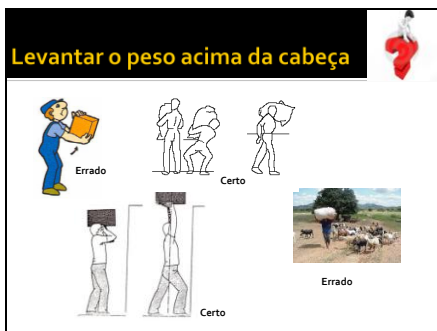 Levantar o peso acima da cabeça
Errado
Certo
Errado
Certo